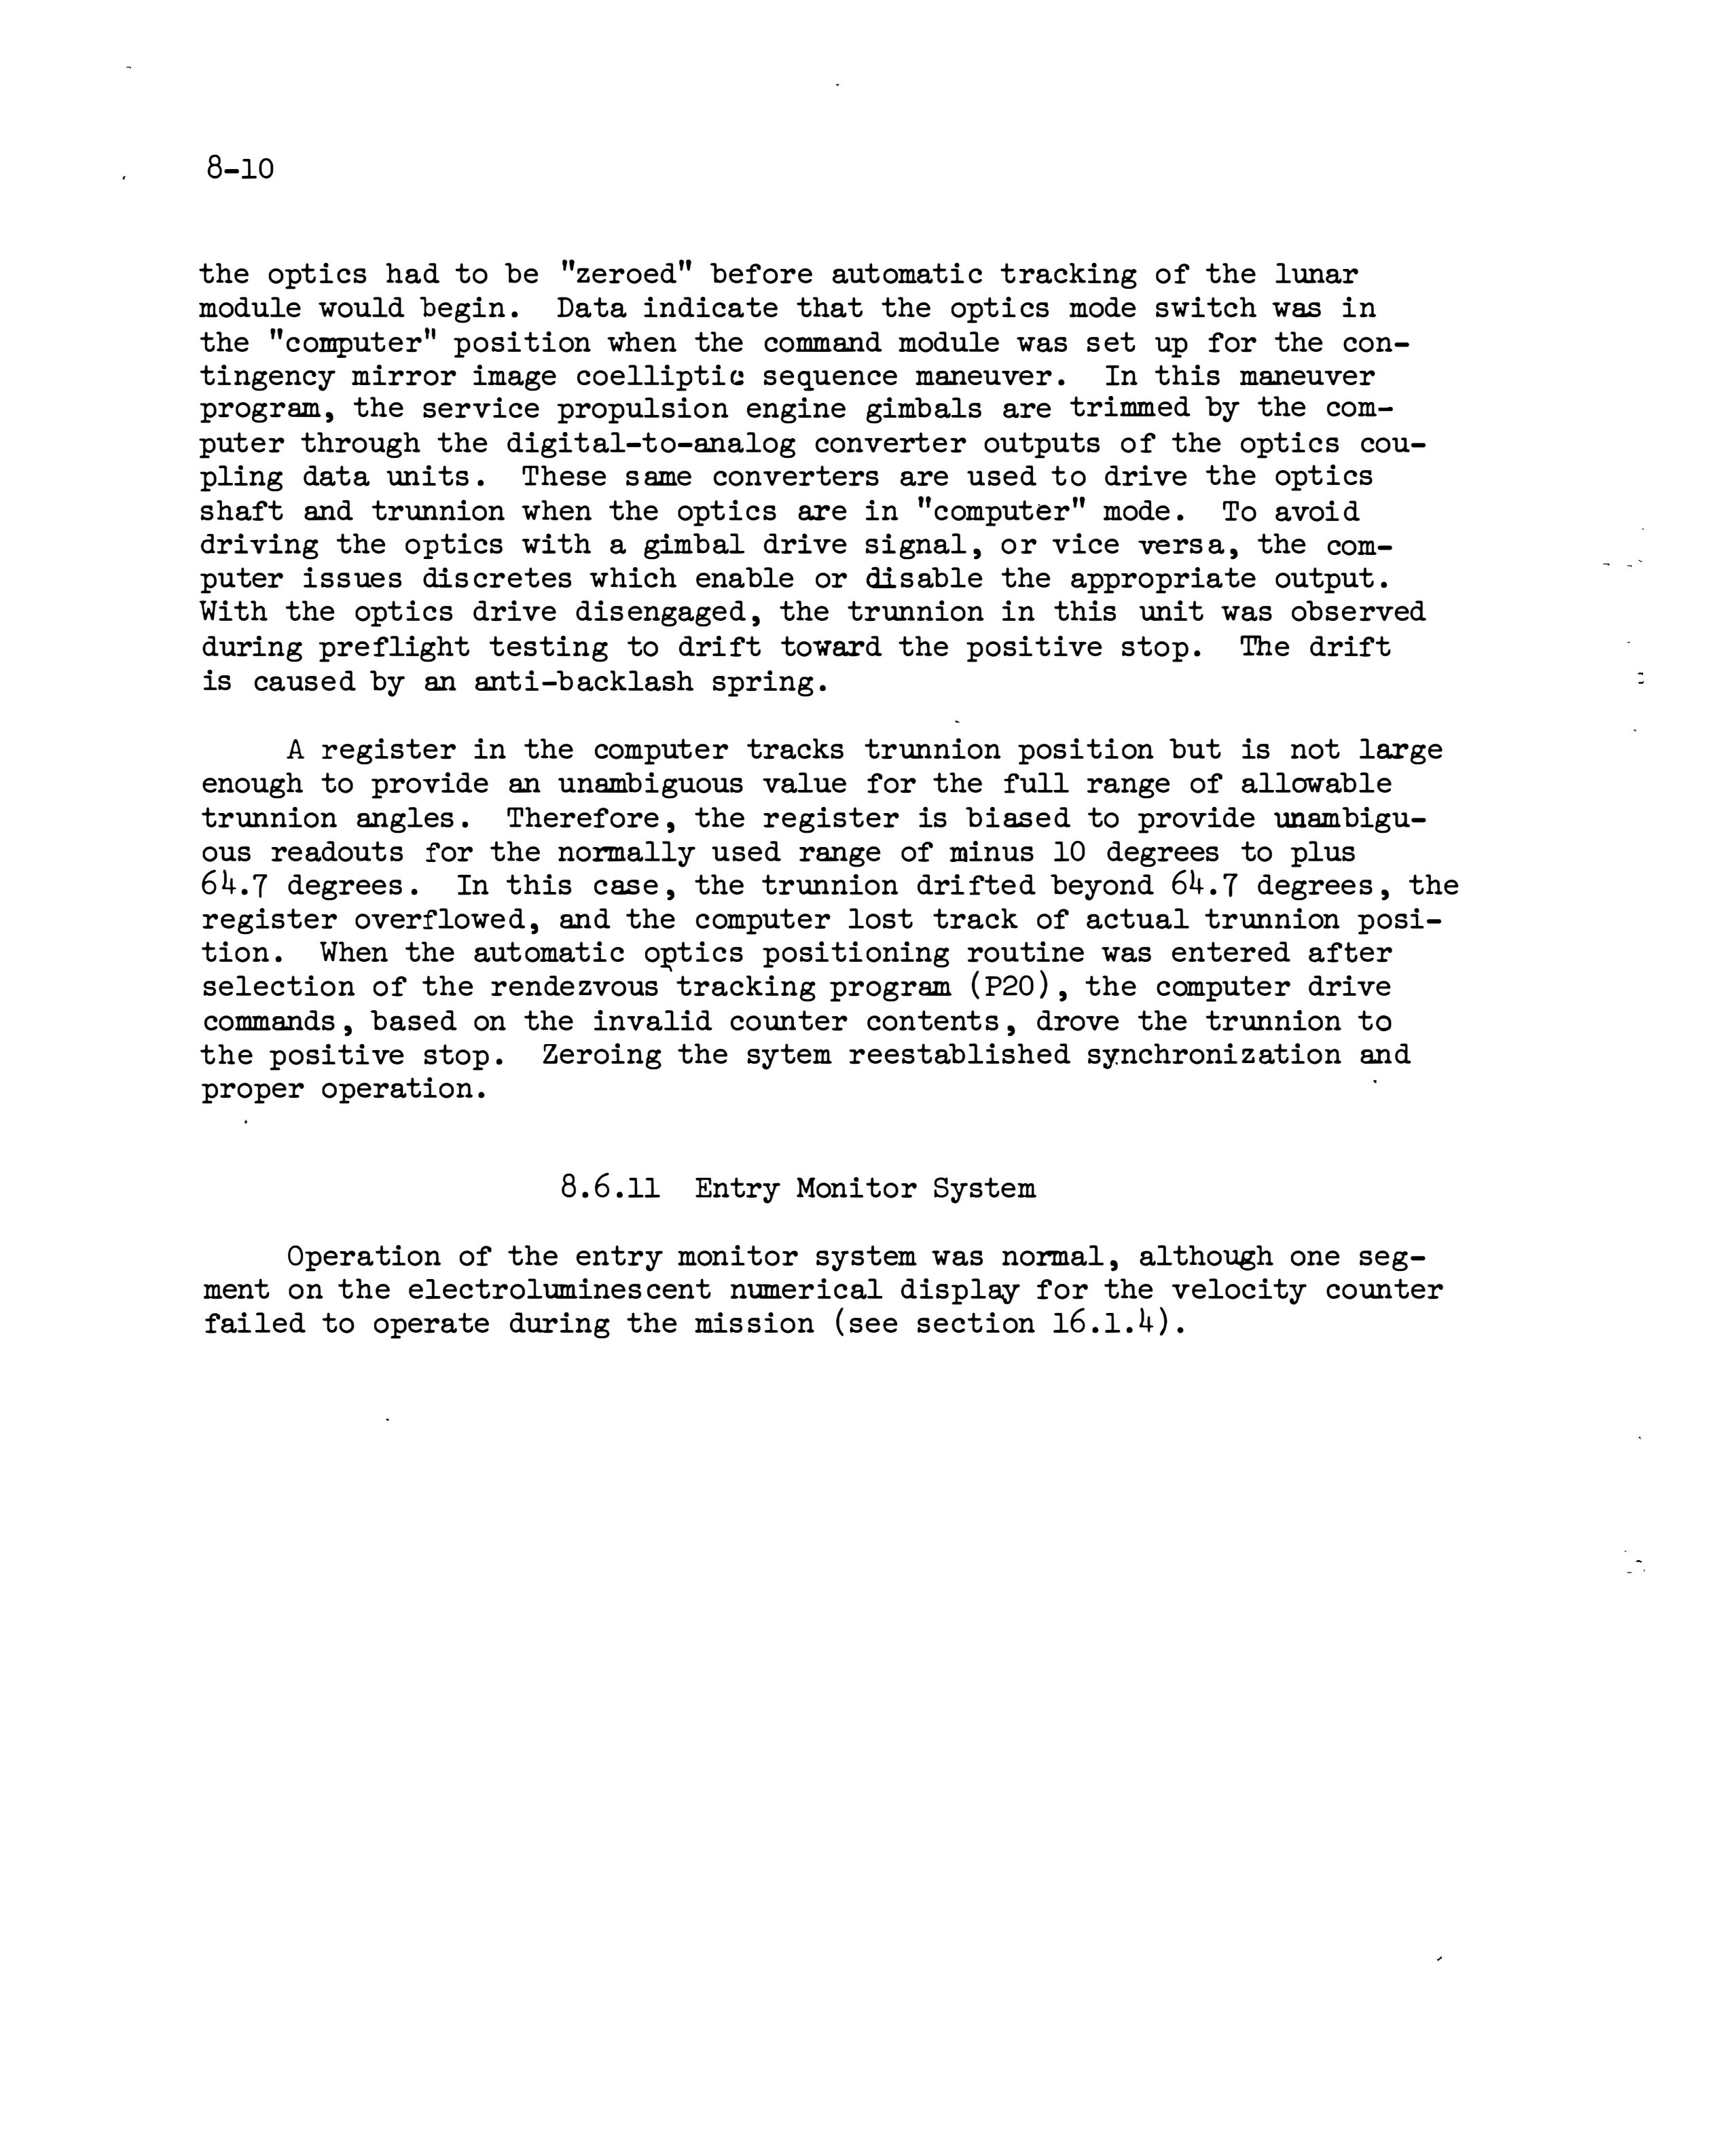 8-10
the optics had to be "zeroed" before automatic tracking of the lunar
module would begin. Data indicate that the optics mode switch was in
the "computer" position when the command module was set up for the con-
tingency mirror image coelliptic sequence maneuver. In this maneuver
program, the service propulsion engine gimbals are trimmed by the com-
puter through the digital-to-analog converter outputs of the optics cou-
pling data units. These same converters are used to drive the optics
shaft and trunnion when the optics are in "computer" mode. To avoid
driving the optics with a gimbal drive signal, or vice versa, the com-
puter issues discretes which enable or disable the appropriate output.
With the optics drive disengaged, the trunnion in this unit was observed
during preflight testing to drift toward the positive stop. The drift
is caused by an anti-backlash spring.
A register in the computer tracks trunnion position but is not large
enough to provide an unambiguous value for the full range of allowable
trunnion angles. Therefore, the register is biased to provide unambigu-
ous readouts for the normally used range of minus 10 degrees to plus
64.7 degrees. In this case, the trunnion drifted beyond 64.7 degrees, the
register overflowed, and the computer lost track of actual trunnion posi-
tion. When the automatic optics positioning routine was entered after
selection of the rendezvous tracking program (P20), the computer drive
commands, based on the invalid counter contents, drove the trunnion to
the positive stop. Zeroing the sytem reestablished synchronization and
proper operation.
8.6.11 Entry Monitor System
Operation of the entry monitor system was normal, although one seg-
ment on the electroluminescent numerical display for the velocity counter
failed to operate during the mission (see section 16.1.4).